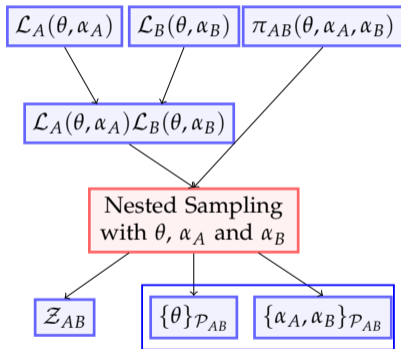 ℒ_A(θ, α_A) ℒ_B(θ, α_B) π_AB(θ, α_A, α_B)
ℒ_A(θ, α_A)ℒ_B(θ, α_B)
Nested Sampling
with θ, α_A and α_B
𝒵_AB {θ}_𝒫_AB {α_A, α_B}_𝒫_AB